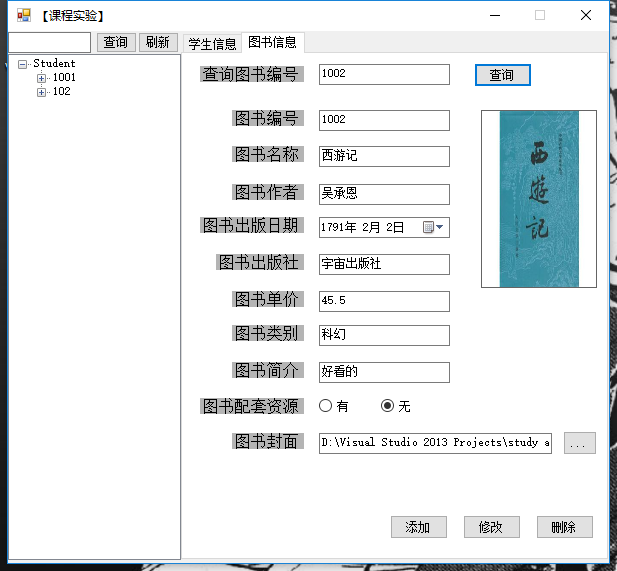 【课程实验】
查询 刷新 学生信息 图书信息
Student
1001
102
查询图书编号 1002 查询
图书编号 1002
图书名称 西游记
图书作者 吴承恩
图书出版日期 1791年 2月 2日
图书出版社 宇宙出版社
图书单价 45.5
图书类别 科幻
图书简介 好看的
图书配套资源 有 无
图书封面 D:\Visual Studio 2013 Projects\study a ...
西遊記
添加 修改 删除